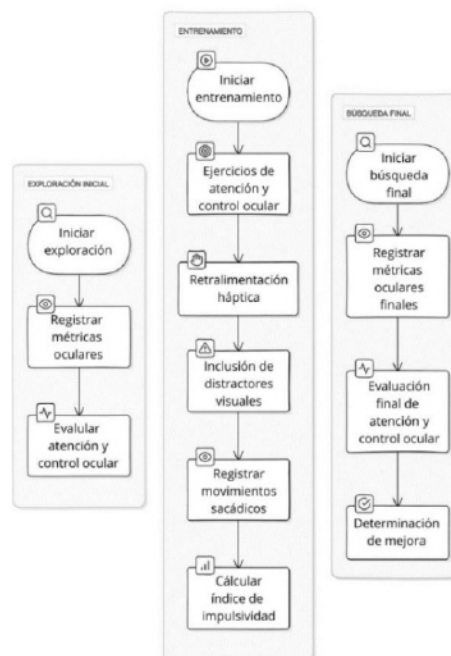 EXPLORACIÓN INICIAL
Iniciar
exploración
Registrar
métricas
oculares
Evalular
atención y
control ocular
ENTRENAMIENTO
Iniciar
entrenamiento
Ejercicios de
atención y
control ocular
Retralimentación
háptica
Inclusión de
distractores
visuales
Registrar
movimientos
sacádicos
Cálcular
índice de
impulsividad
BÚSQUEDA FINAL
Iniciar
búsqueda
final
Registrar
métricas
oculares
finales
Evaluación
final de
atención y
control ocular
Determinación
de mejora